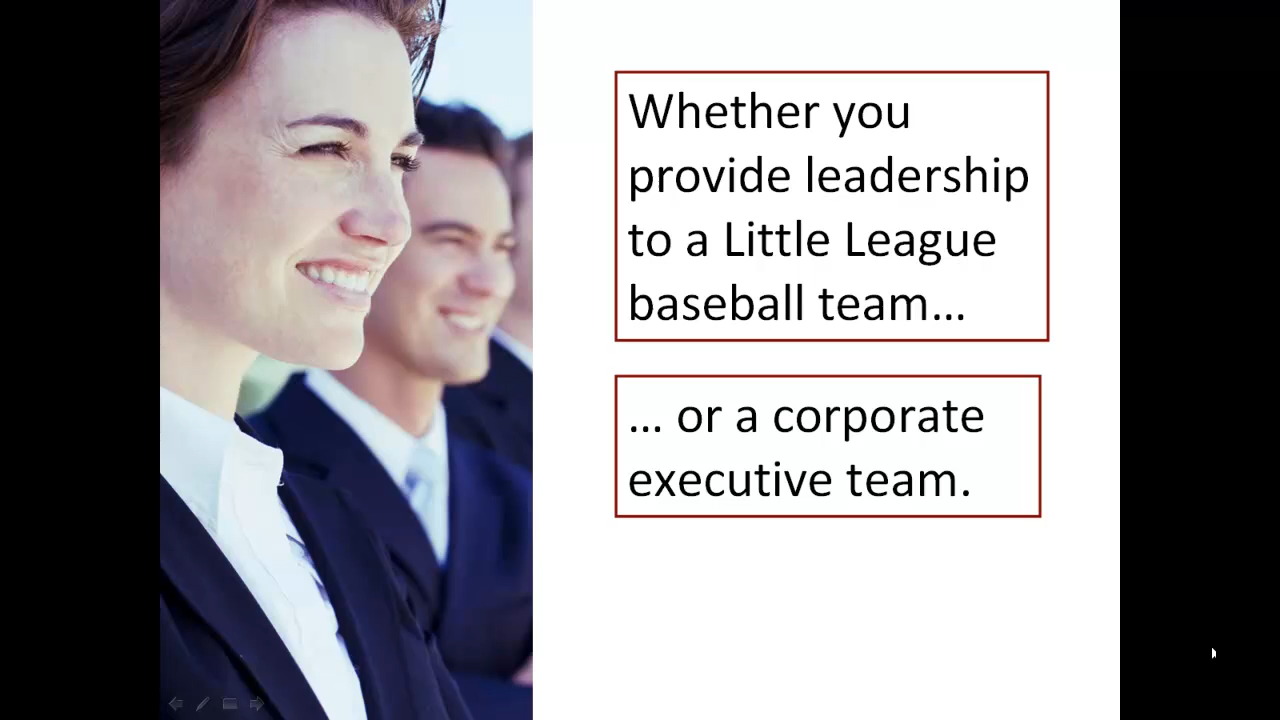 Whether you
provide leadership
to a Little League
baseball team…
… or a corporate
executive team.